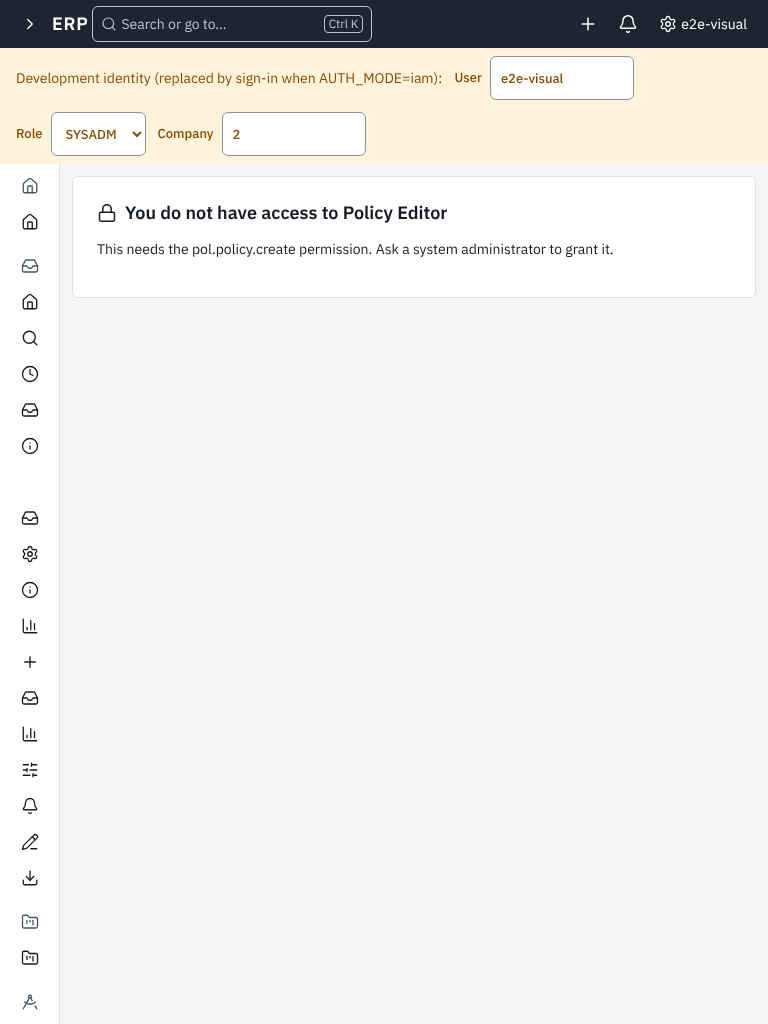 ERP Search or go to... Ctrl K e2e-visual
Development identity (replaced by sign-in when AUTH_MODE=iam): User e2e-visual
Role SYSADM Company 2
You do not have access to Policy Editor
This needs the pol.policy.create permission. Ask a system administrator to grant it.